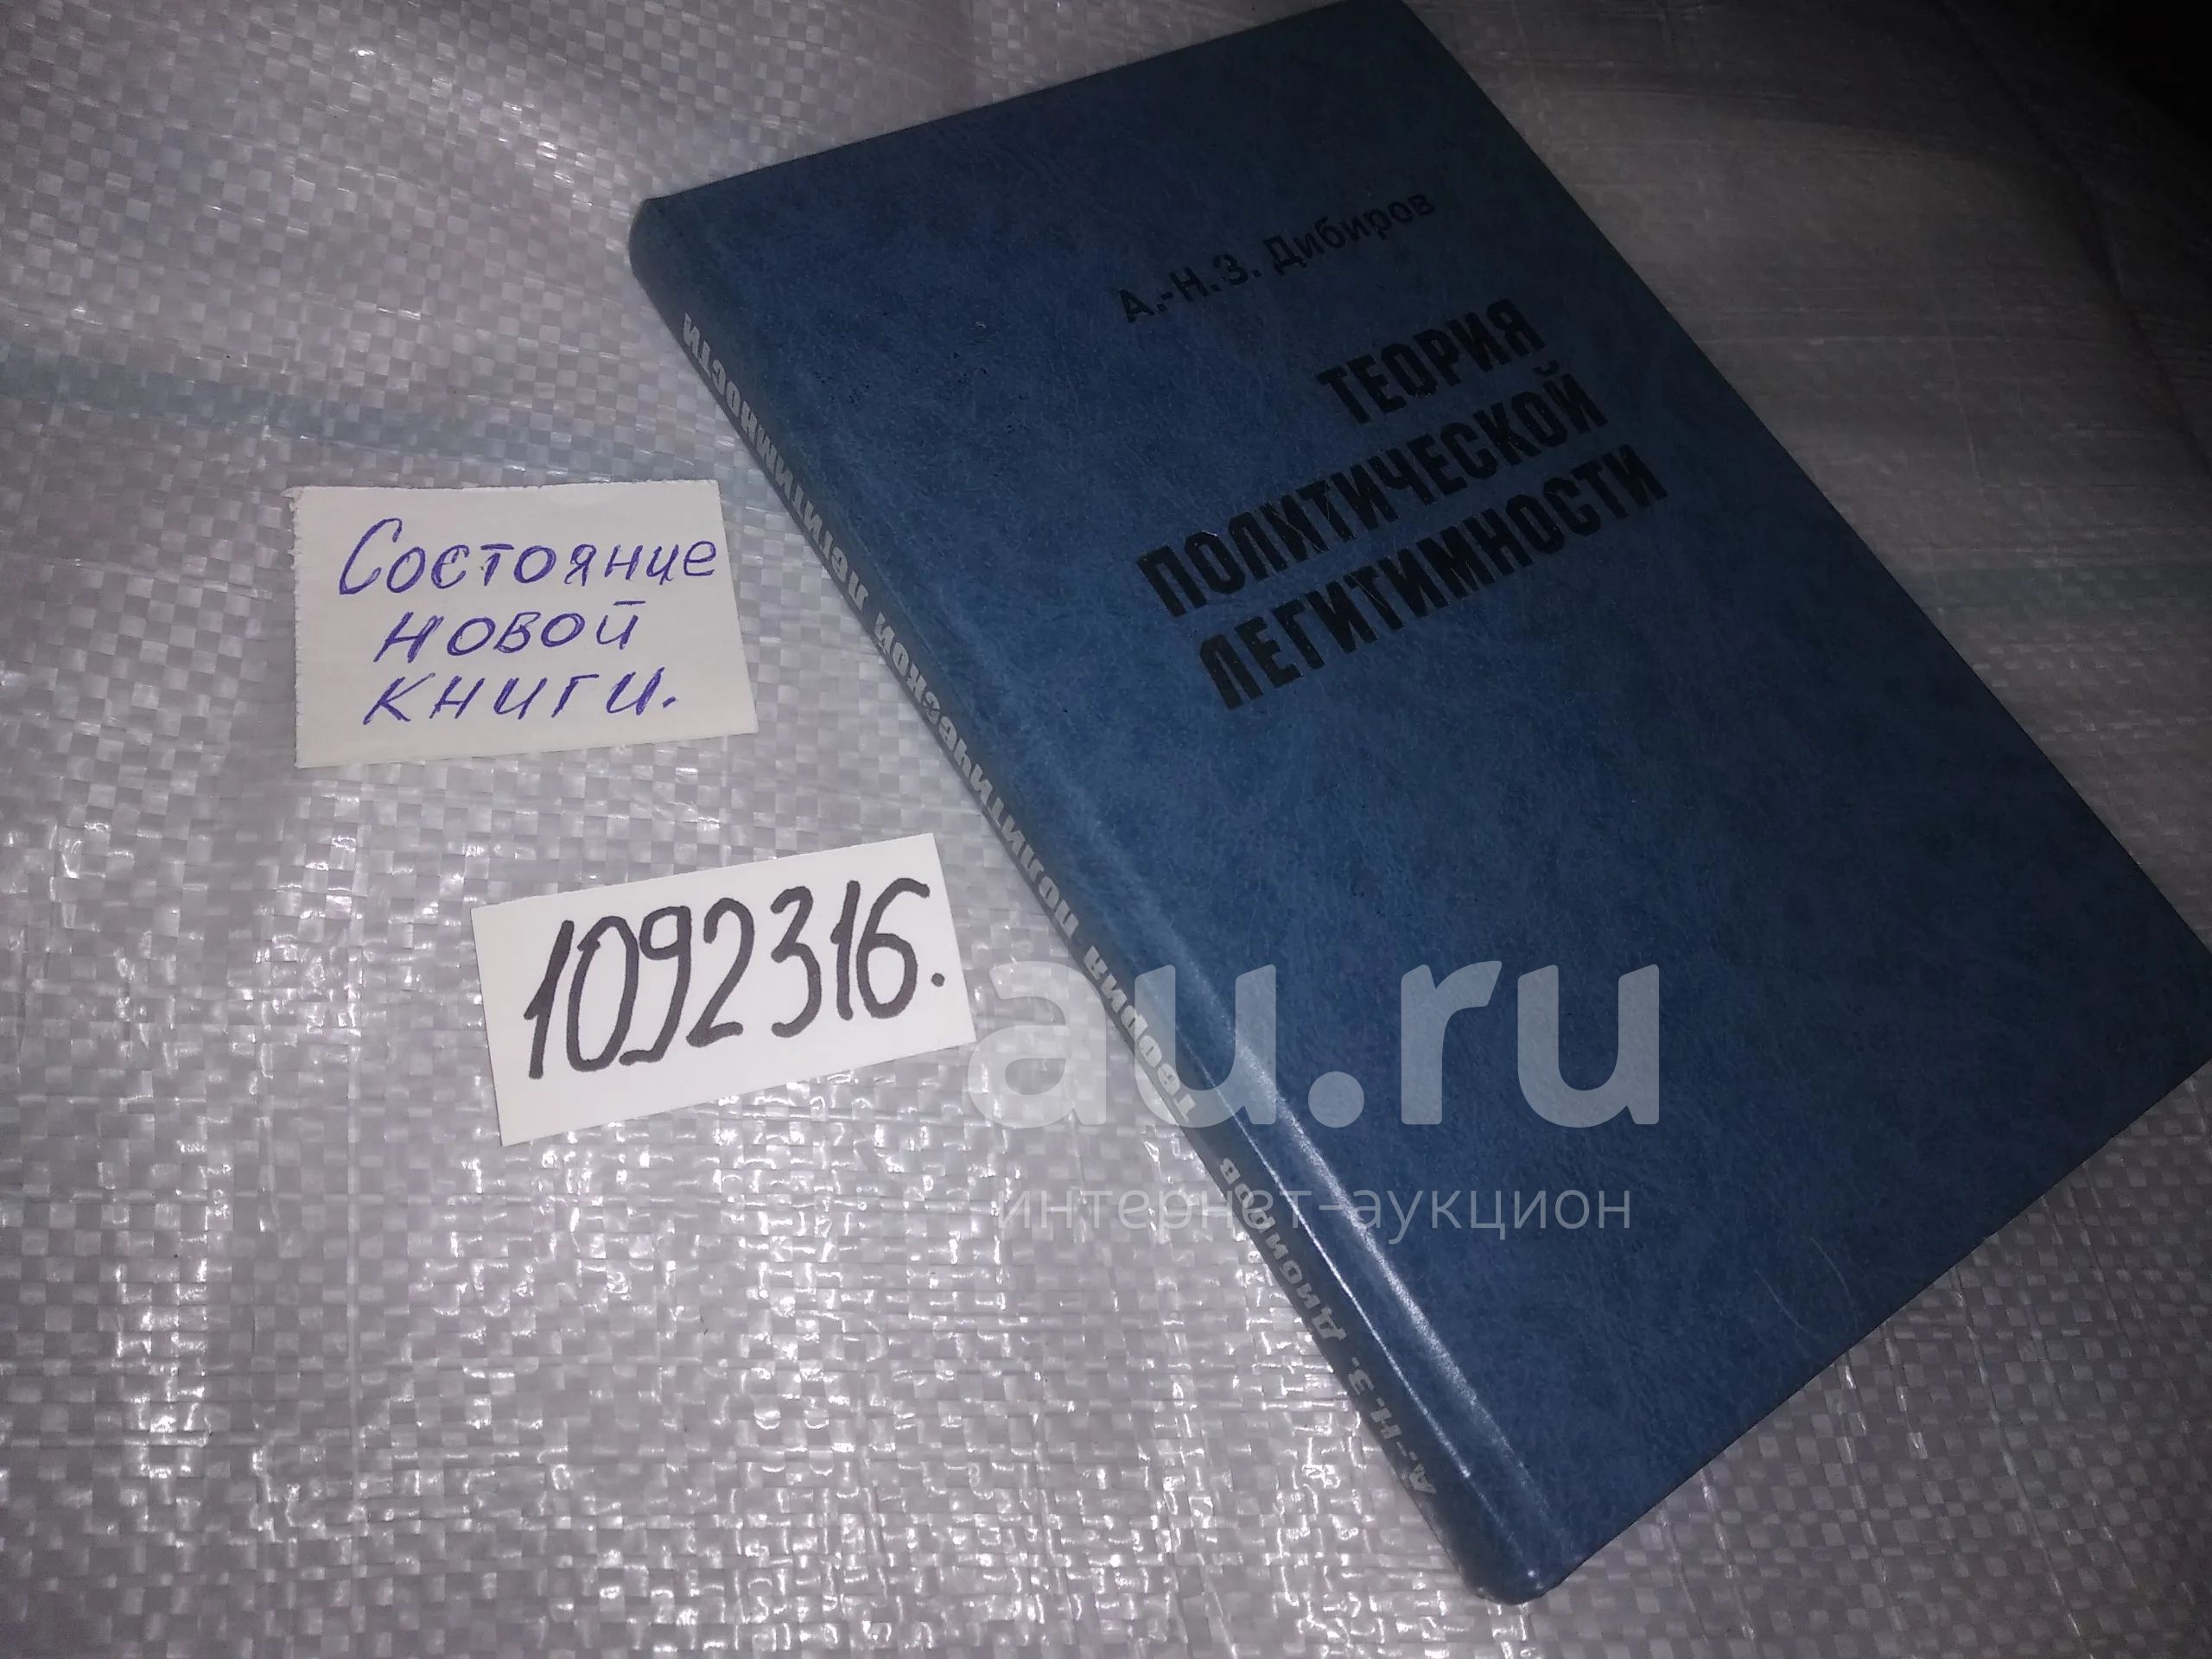 А.-Н.З. Дибиров
ТЕОРИЯ
ПОЛИТИЧЕСКОЙ
ЛЕГИТИМНОСТИ
А.-Н.З. Дибиров Теория политической легитимности
Состояние
новой
книги.
1092316.
au.ru
интернет-аукцион